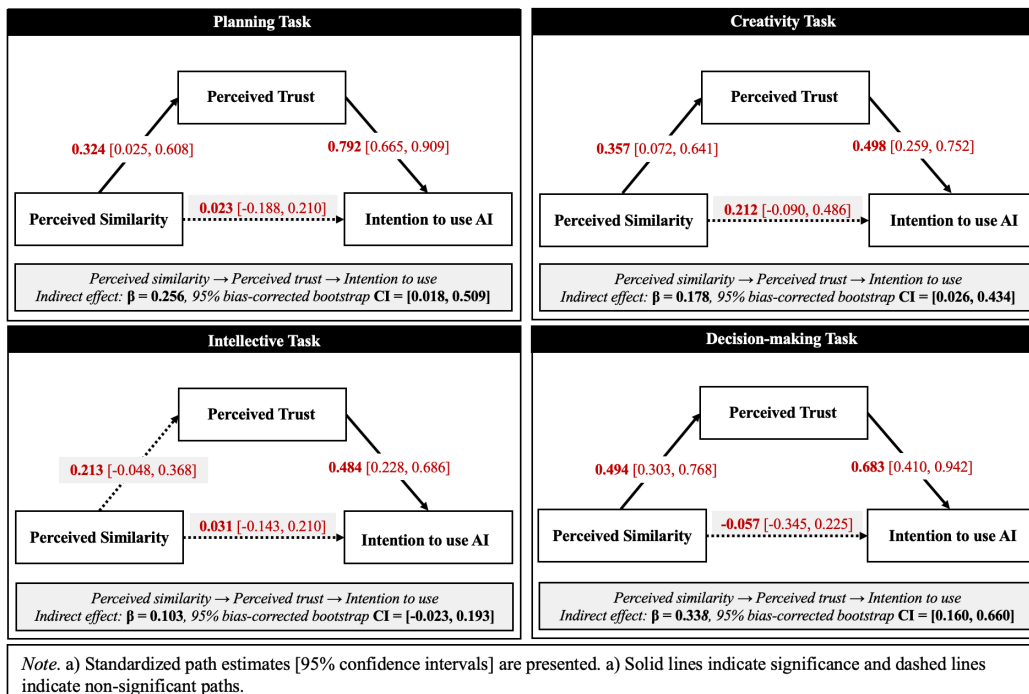 Planning Task
Perceived Trust
0.324 [0.025, 0.608]
0.792 [0.665, 0.909]
Perceived Similarity
0.023 [-0.188, 0.210]
Intention to use AI
Perceived similarity → Perceived trust → Intention to use
Indirect effect: β = 0.256, 95% bias-corrected bootstrap CI = [0.018, 0.509]
Creativity Task
Perceived Trust
0.357 [0.072, 0.641]
0.498 [0.259, 0.752]
Perceived Similarity
0.212 [-0.090, 0.486]
Intention to use AI
Perceived similarity → Perceived trust → Intention to use
Indirect effect: β = 0.178, 95% bias-corrected bootstrap CI = [0.026, 0.434]
Intellective Task
Perceived Trust
0.213 [-0.048, 0.368]
0.484 [0.228, 0.686]
Perceived Similarity
0.031 [-0.143, 0.210]
Intention to use AI
Perceived similarity → Perceived trust → Intention to use
Indirect effect: β = 0.103, 95% bias-corrected bootstrap CI = [-0.023, 0.193]
Decision-making Task
Perceived Trust
0.494 [0.303, 0.768]
0.683 [0.410, 0.942]
Perceived Similarity
-0.057 [-0.345, 0.225]
Intention to use AI
Perceived similarity → Perceived trust → Intention to use
Indirect effect: β = 0.338, 95% bias-corrected bootstrap CI = [0.160, 0.660]
Note. a) Standardized path estimates [95% confidence intervals] are presented. a) Solid lines indicate significance and dashed lines
indicate non-significant paths.